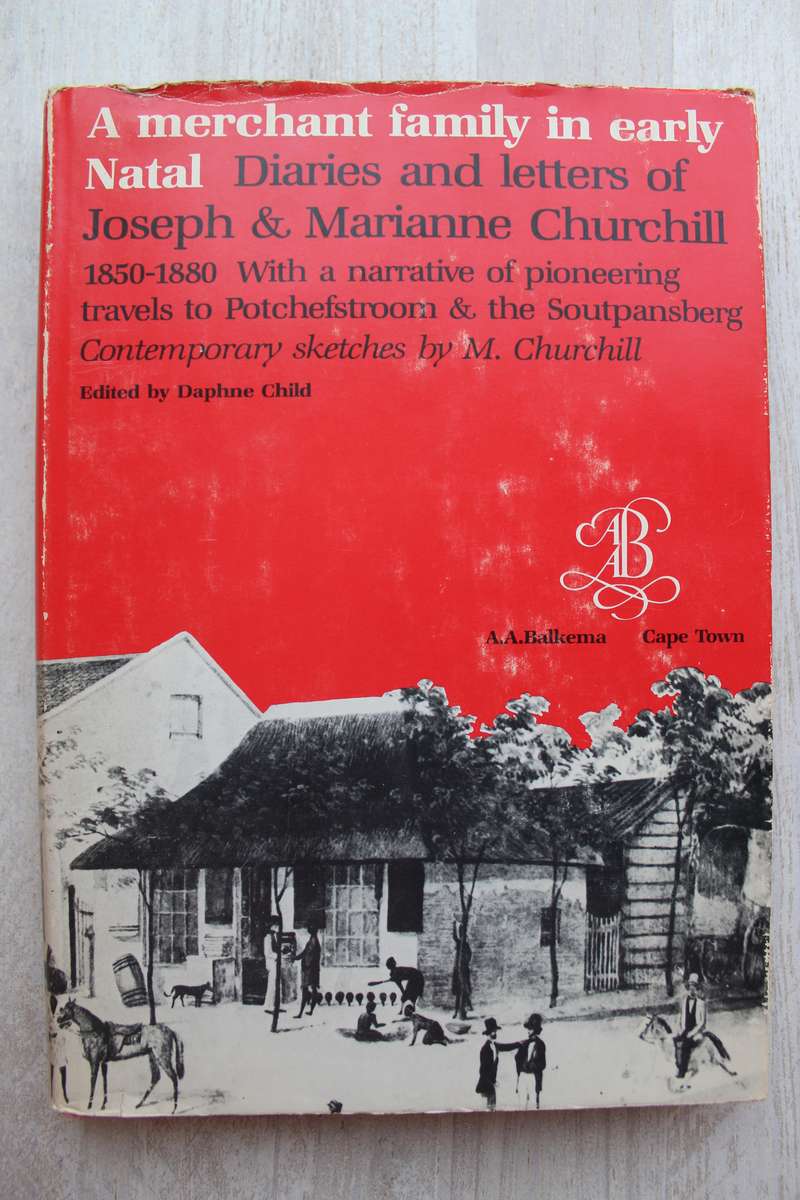 A merchant family in early
Natal Diaries and letters of
Joseph & Marianne Churchill
1850-1880 With a narrative of pioneering
travels to Potchefstroom & the Soutpansberg
Contemporary sketches by M. Churchill
Edited by Daphne Child
AAB
A.A.Balkema Cape Town